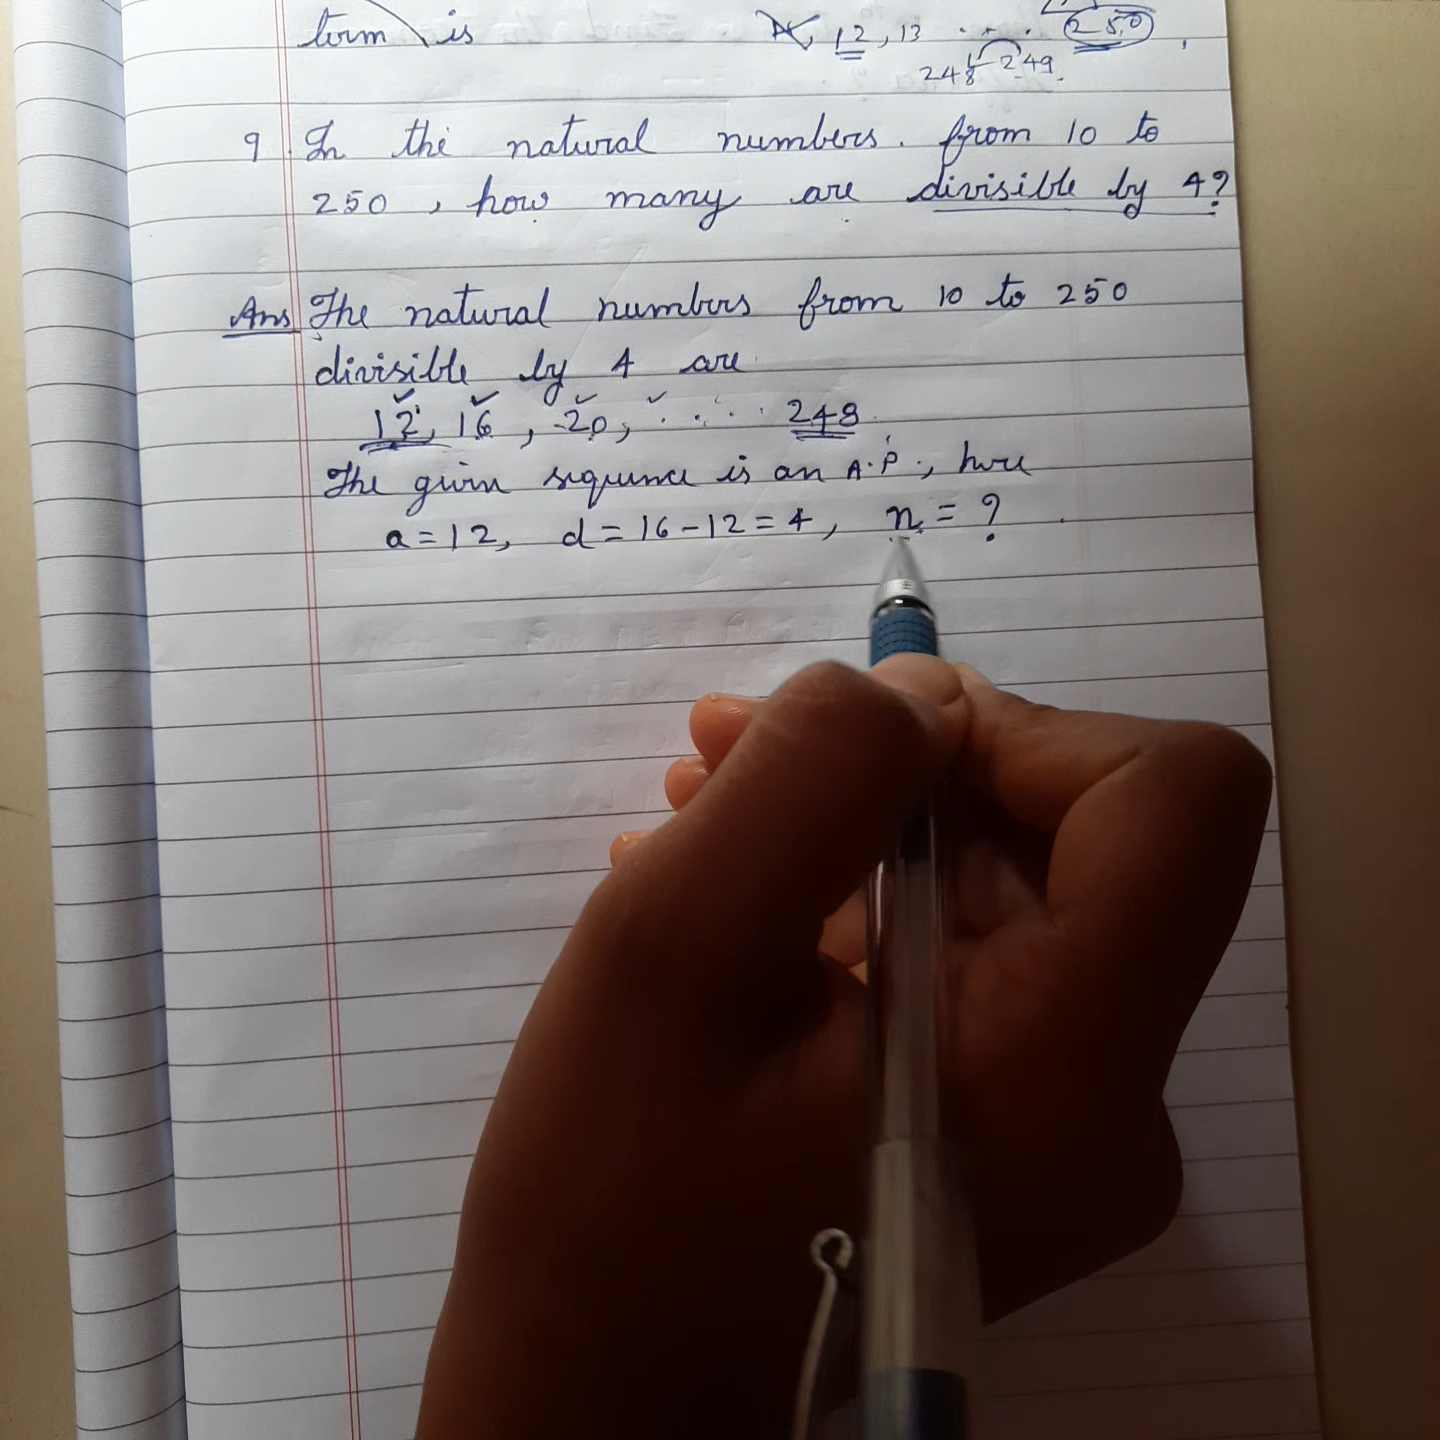 term is
12, 13 .... 250,
248 249.
9. In the natural numbers. from 10 to
250, how many are divisible by 4?
Ans The natural numbers from 10 to 250
divisible by 4 are
12, 16, 20, .... 248.
The given sequence is an A.P., here
a = 12, d = 16 - 12 = 4, n = ?